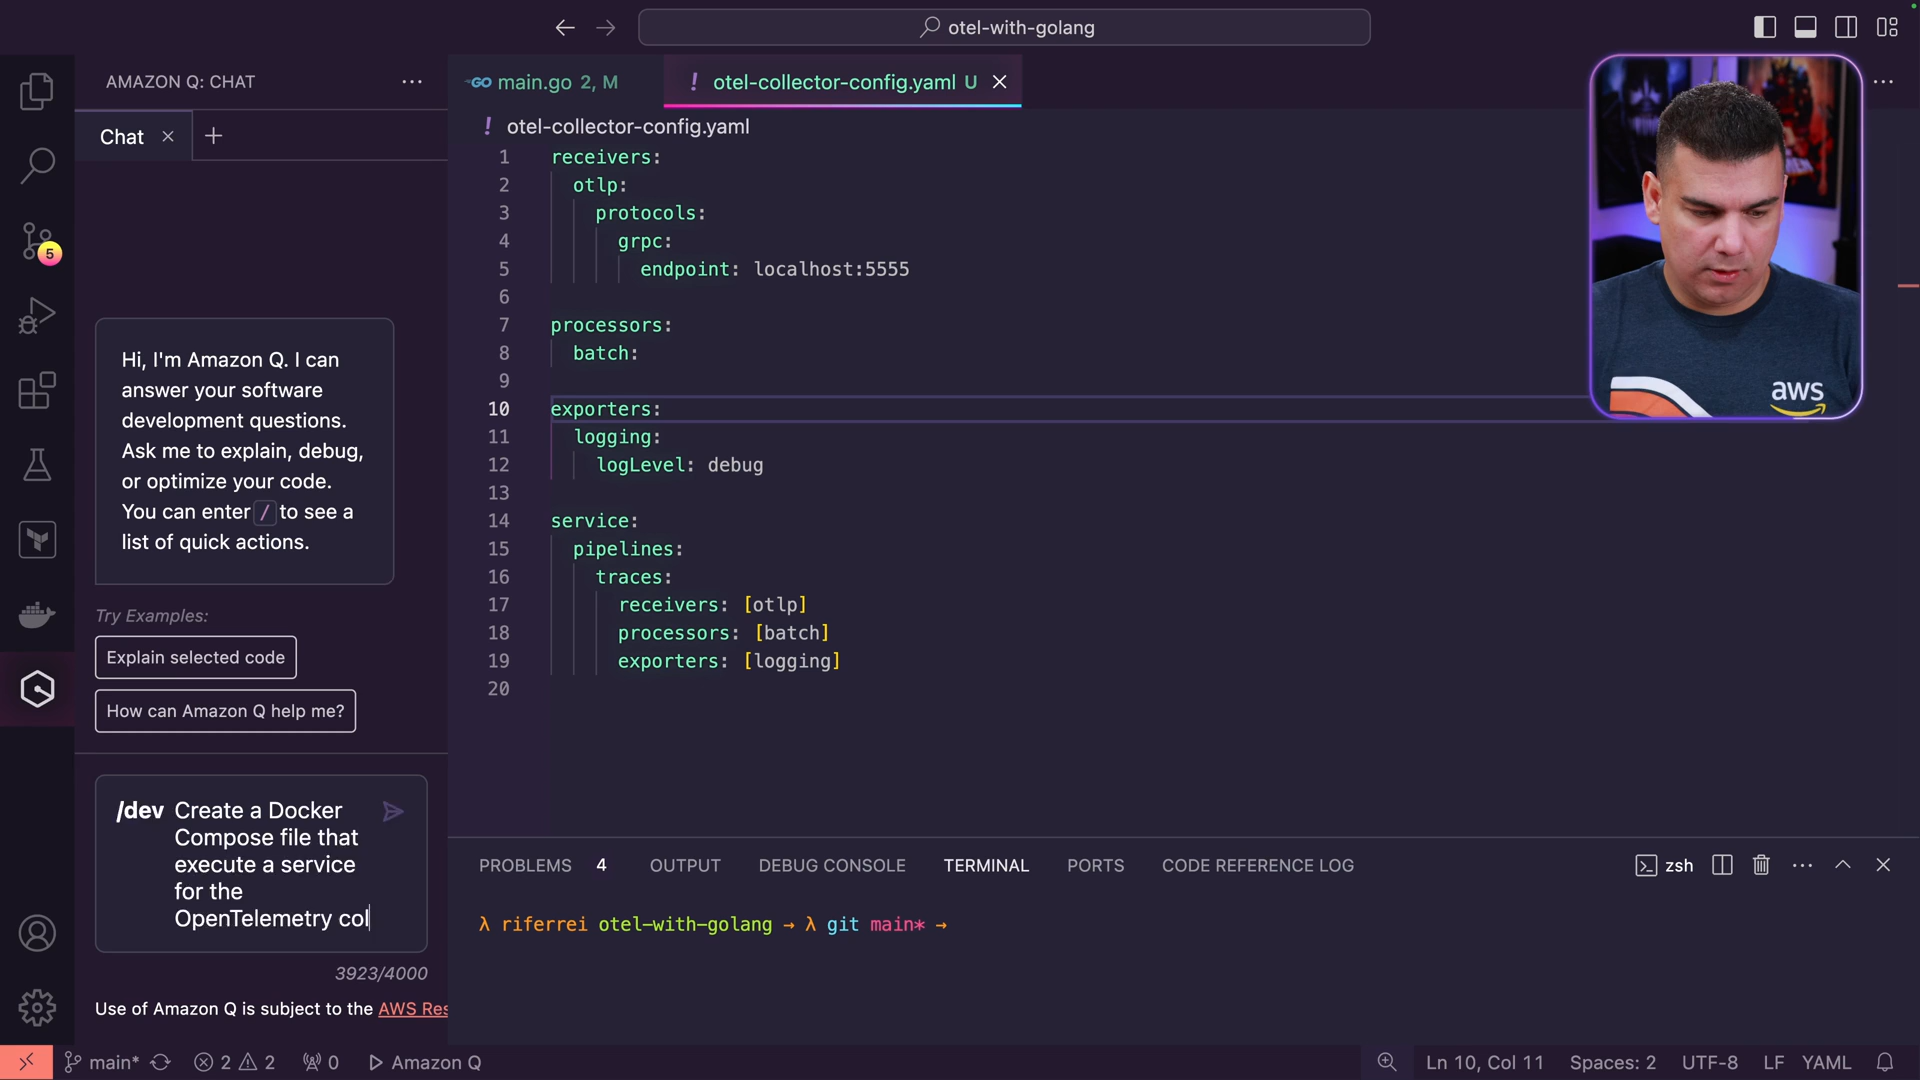 otel-with-golang
AMAZON Q: CHAT
GO main.go 2, M
! otel-collector-config.yaml U
Chat
! otel-collector-config.yaml
1 receivers:
2 otlp:
3 protocols:
4 grpc:
5 endpoint: localhost:5555
6
7 processors:
8 batch:
9
10 exporters:
11 logging:
12 logLevel: debug
13
14 service:
15 pipelines:
16 traces:
17 receivers: [otlp]
18 processors: [batch]
19 exporters: [logging]
20
5
aws
Hi, I'm Amazon Q. I can
answer your software
development questions.
Ask me to explain, debug,
or optimize your code.
You can enter / to see a
list of quick actions.
Try Examples:
Explain selected code
How can Amazon Q help me?
/dev Create a Docker
Compose file that
execute a service
for the
OpenTelemetry col
3923/4000
Use of Amazon Q is subject to the AWS Res
PROBLEMS 4 OUTPUT DEBUG CONSOLE TERMINAL PORTS CODE REFERENCE LOG
zsh
λ riferrei otel-with-golang → λ git main* →
main* 2 2 0 Amazon Q
Ln 10, Col 11 Spaces: 2 UTF-8 LF YAML